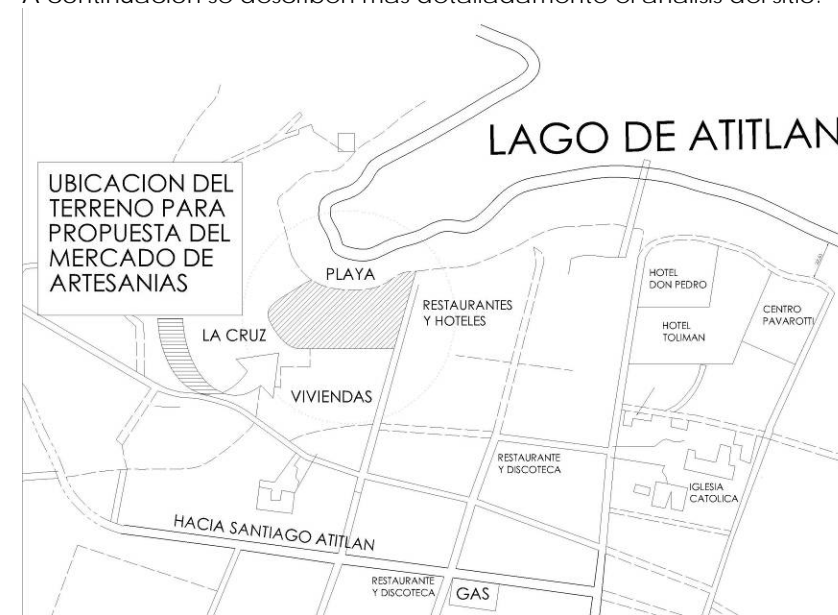 A continuación se describen más detalladamente el análisis del sitio:
LAGO DE ATITLAN
UBICACION DEL
TERRENO PARA
PROPUESTA DEL
MERCADO DE
ARTESANIAS
PLAYA
HOTEL
DON PEDRO
RESTAURANTES
Y HOTELES
CENTRO
PAVAROTTI
HOTEL
TOLIMAN
LA CRUZ
VIVIENDAS
RESTAURANTE
Y DISCOTECA
IGLESIA
CATOLICA
HACIA SANTIAGO ATITLAN
RESTAURANTE
Y DISCOTECA
GAS